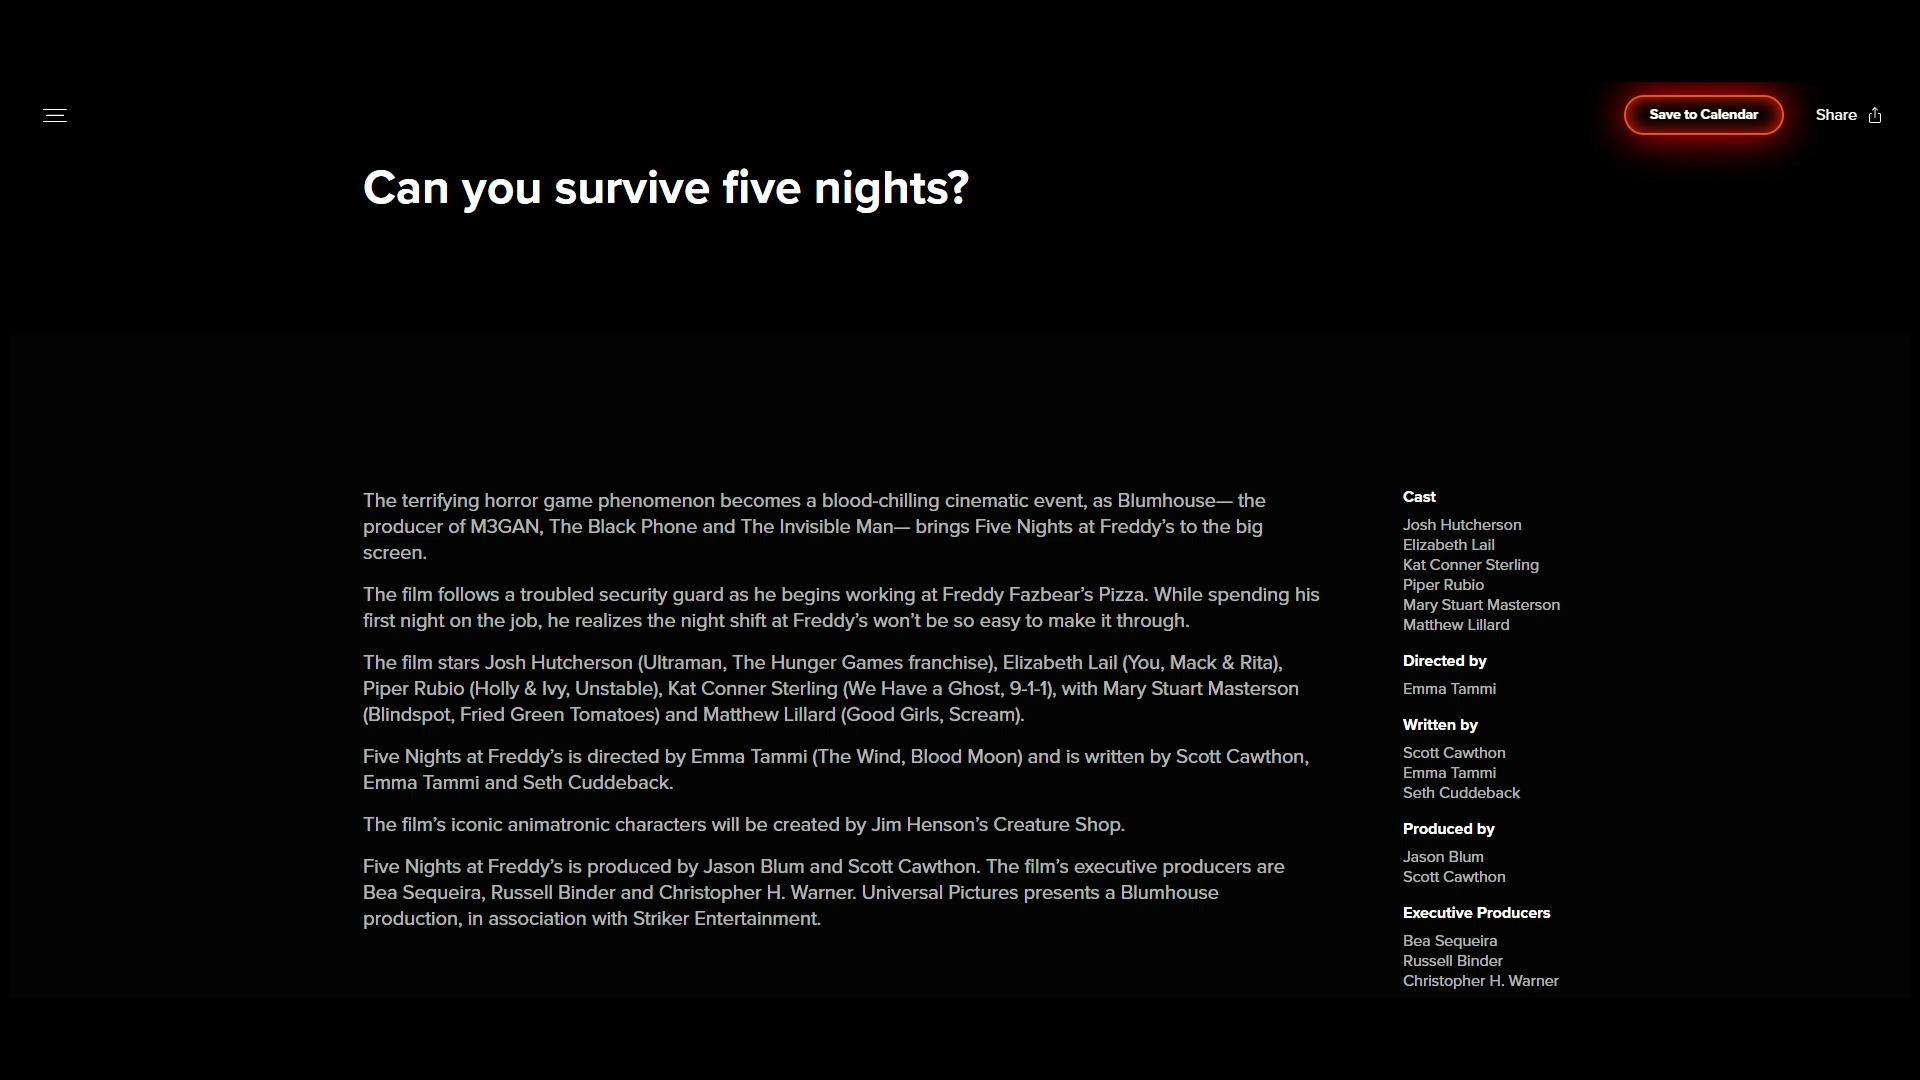 Save to Calendar
Share
Can you survive five nights?
The terrifying horror game phenomenon becomes a blood-chilling cinematic event, as Blumhouse— the
producer of M3GAN, The Black Phone and The Invisible Man— brings Five Nights at Freddy’s to the big
screen.
The film follows a troubled security guard as he begins working at Freddy Fazbear’s Pizza. While spending his
first night on the job, he realizes the night shift at Freddy’s won’t be so easy to make it through.
The film stars Josh Hutcherson (Ultraman, The Hunger Games franchise), Elizabeth Lail (You, Mack & Rita),
Piper Rubio (Holly & Ivy, Unstable), Kat Conner Sterling (We Have a Ghost, 9-1-1), with Mary Stuart Masterson
(Blindspot, Fried Green Tomatoes) and Matthew Lillard (Good Girls, Scream).
Five Nights at Freddy’s is directed by Emma Tammi (The Wind, Blood Moon) and is written by Scott Cawthon,
Emma Tammi and Seth Cuddeback.
The film’s iconic animatronic characters will be created by Jim Henson’s Creature Shop.
Five Nights at Freddy’s is produced by Jason Blum and Scott Cawthon. The film’s executive producers are
Bea Sequeira, Russell Binder and Christopher H. Warner. Universal Pictures presents a Blumhouse
production, in association with Striker Entertainment.
Cast
Josh Hutcherson
Elizabeth Lail
Kat Conner Sterling
Piper Rubio
Mary Stuart Masterson
Matthew Lillard
Directed by
Emma Tammi
Written by
Scott Cawthon
Emma Tammi
Seth Cuddeback
Produced by
Jason Blum
Scott Cawthon
Executive Producers
Bea Sequeira
Russell Binder
Christopher H. Warner